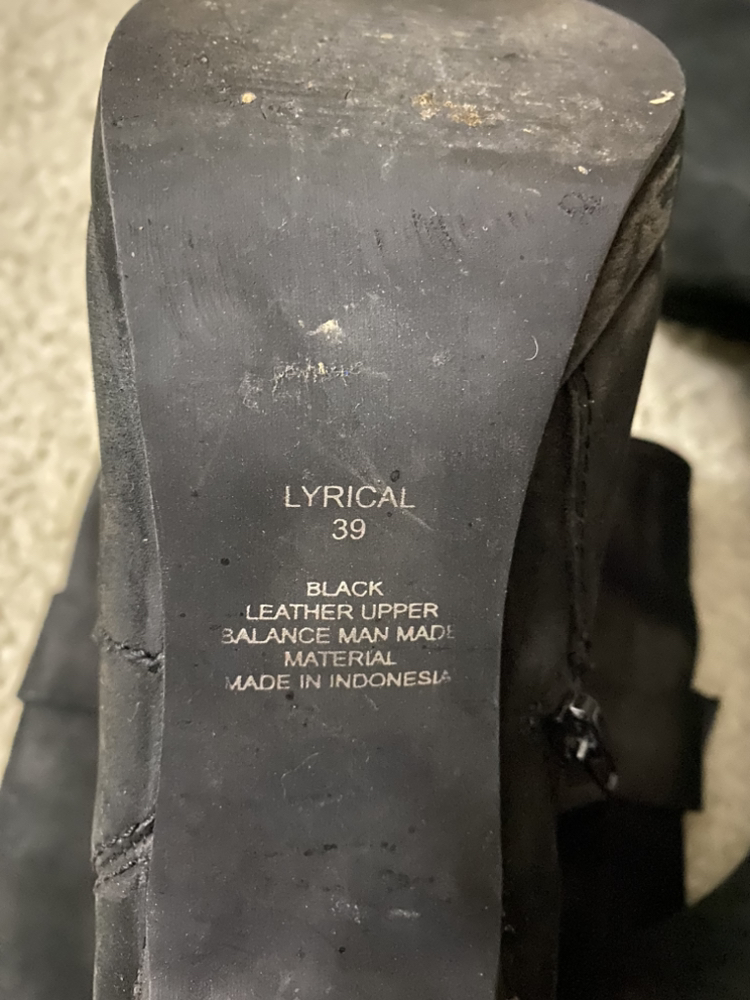 LYRICAL
39
BLACK
LEATHER UPPER
BALANCE MAN MADE
MATERIAL
MADE IN INDONESIA